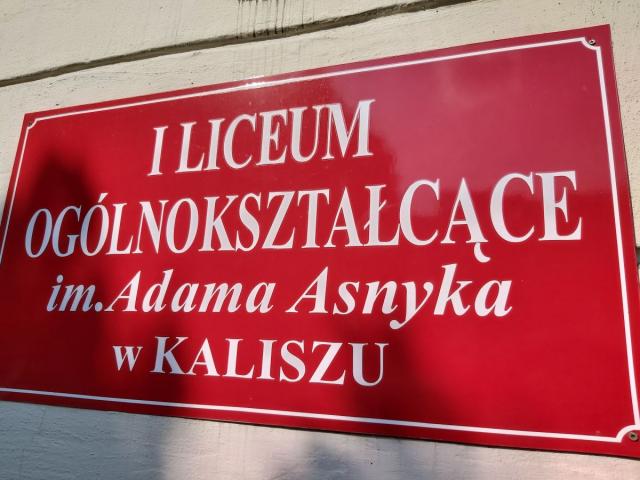 I LICEUM
OGÓLNOKSZTAŁCĄCE
im. Adama Asnyka
w KALISZU